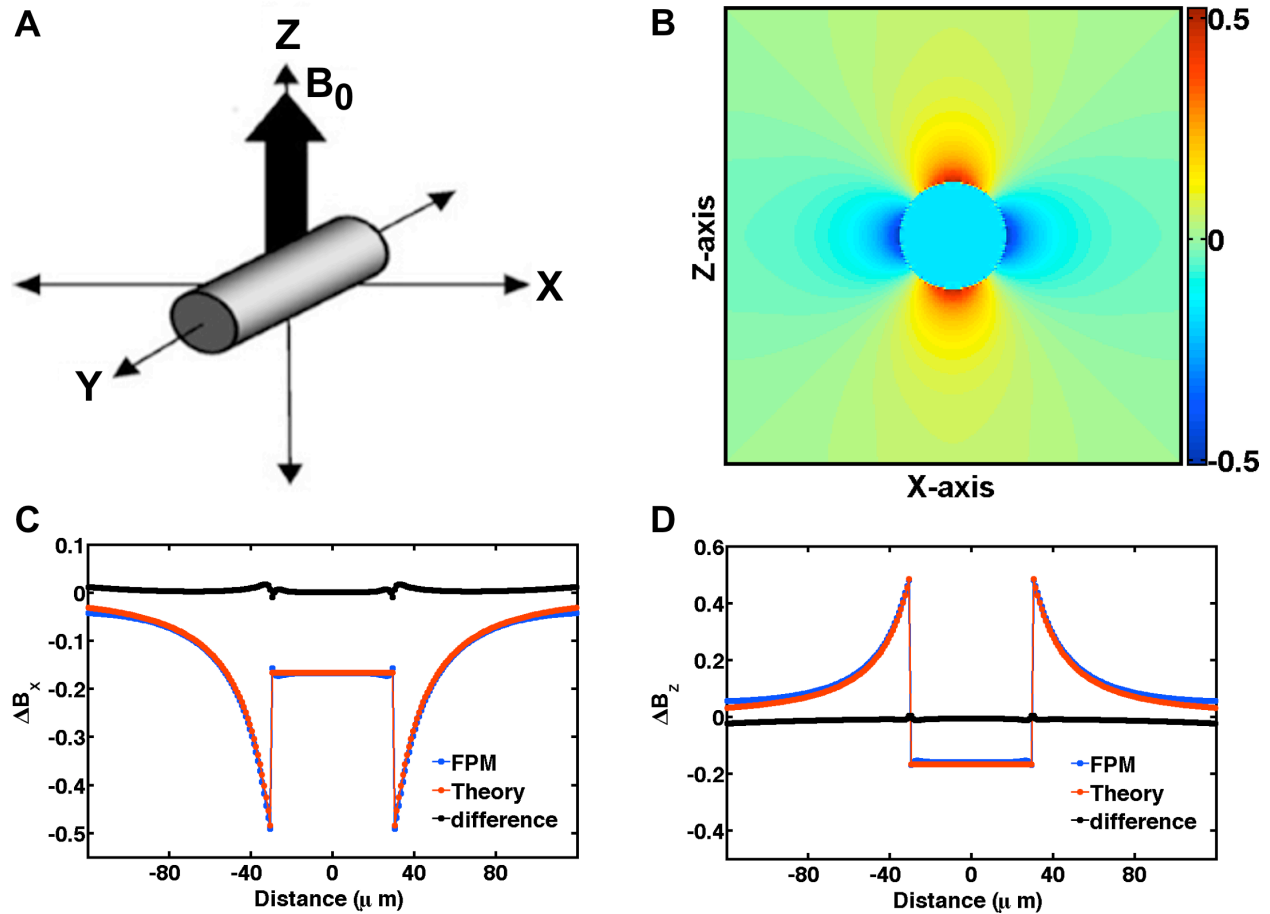 A
Z
B0
X
Y
B
Z-axis
X-axis
0.5
0
-0.5
C
ΔBx
0.1
0
-0.1
-0.2
-0.3
-0.4
-0.5
-80
-40
0
40
80
Distance (μ m)
FPM
Theory
difference
D
ΔBz
0.6
0.4
0.2
0
-0.2
-0.4
-80
-40
0
40
80
Distance (μ m)
FPM
Theory
difference